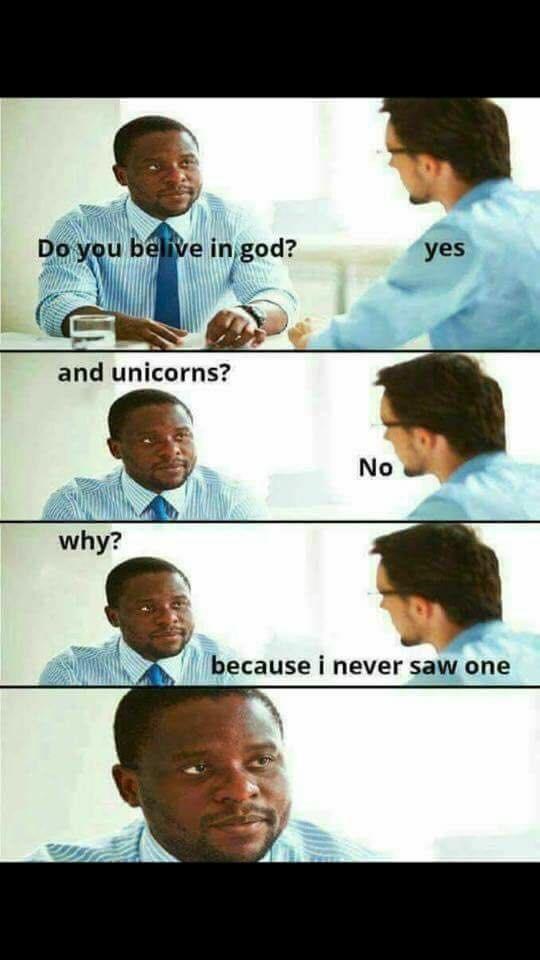 Do you belive in god?
yes
and unicorns?
No
why?
because i never saw one